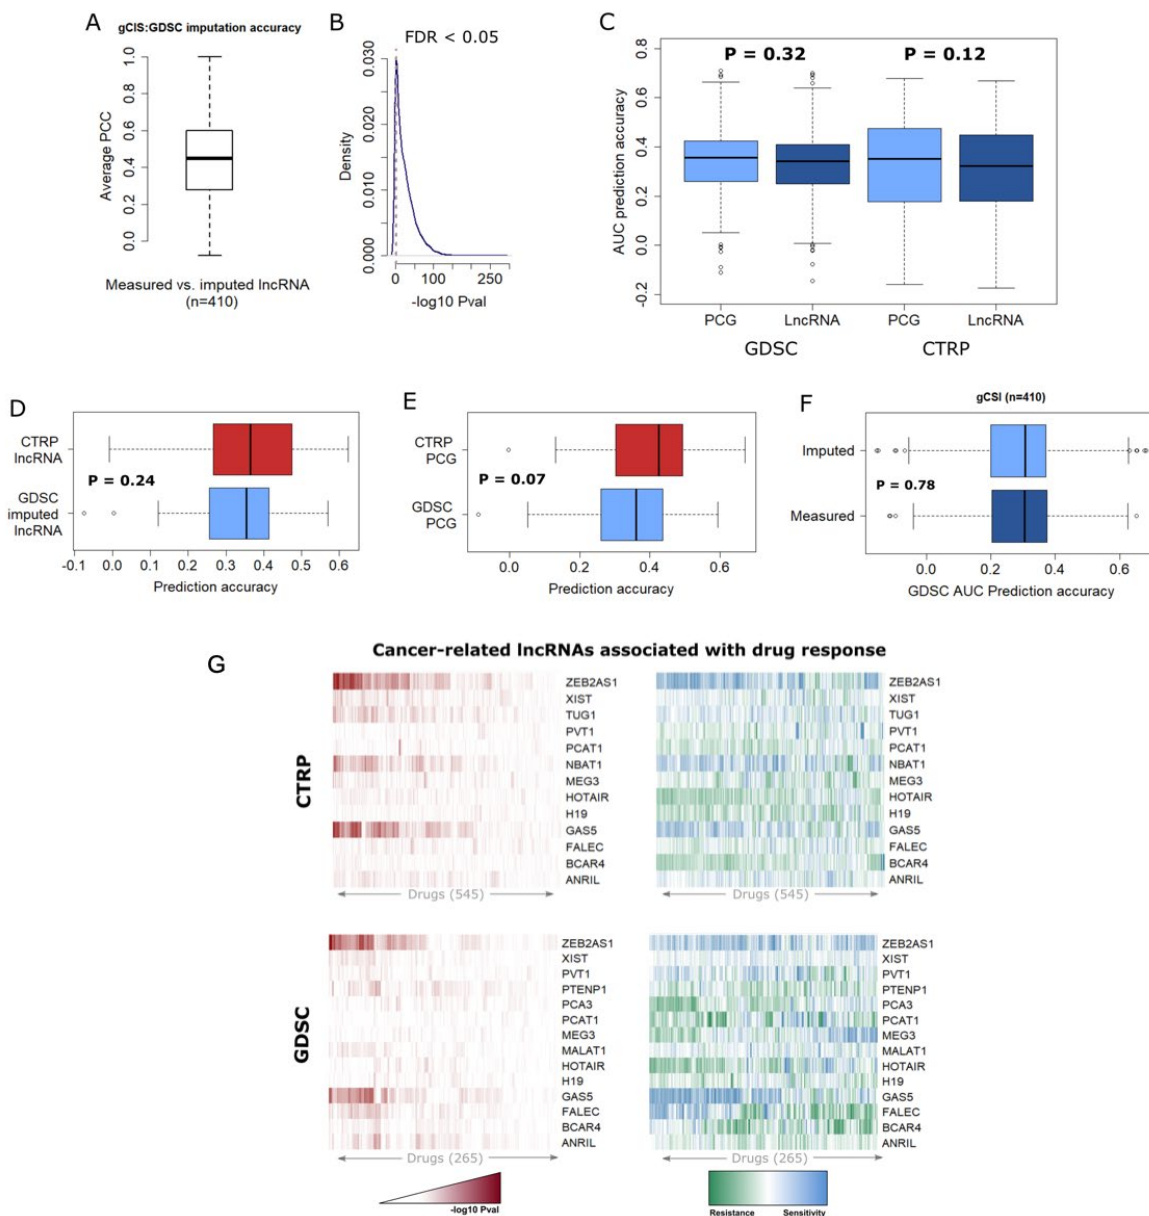 A
gCIS:GDSC imputation accuracy
Average PCC
0.0 0.2 0.4 0.6 0.8 1.0
Measured vs. imputed lncRNA
(n=410)
B
FDR < 0.05
Density
0.000 0.010 0.020 0.030
0 100 300
-log10 Pval
C
AUC prediction accuracy
-0.2 0.0 0.2 0.4 0.6 0.8
P = 0.32
P = 0.12
PCG LncRNA PCG LncRNA
GDSC CTRP
D
CTRP
lncRNA
P = 0.24
GDSC
imputed
lncRNA
-0.1 0.0 0.1 0.2 0.3 0.4 0.5 0.6
Prediction accuracy
E
CTRP
PCG
P = 0.07
GDSC
PCG
0.0 0.2 0.4 0.6
Prediction accuracy
F
gCSI (n=410)
Imputed
P = 0.78
Measured
0.0 0.2 0.4 0.6
GDSC AUC Prediction accuracy
G
Cancer-related lncRNAs associated with drug response
CTRP
ZEB2AS1
XIST
TUG1
PVT1
PCAT1
NBAT1
MEG3
HOTAIR
H19
GAS5
FALEC
BCAR4
ANRIL
Drugs (545)
ZEB2AS1
XIST
TUG1
PVT1
PCAT1
NBAT1
MEG3
HOTAIR
H19
GAS5
FALEC
BCAR4
ANRIL
Drugs (545)
GDSC
ZEB2AS1
XIST
PVT1
PTENP1
PCA3
PCAT1
MEG3
MALAT1
HOTAIR
H19
GAS5
FALEC
BCAR4
ANRIL
Drugs (265)
ZEB2AS1
XIST
PVT1
PTENP1
PCA3
PCAT1
MEG3
MALAT1
HOTAIR
H19
GAS5
FALEC
BCAR4
ANRIL
Drugs (265)
-log10 Pval
Resistance Sensitivity